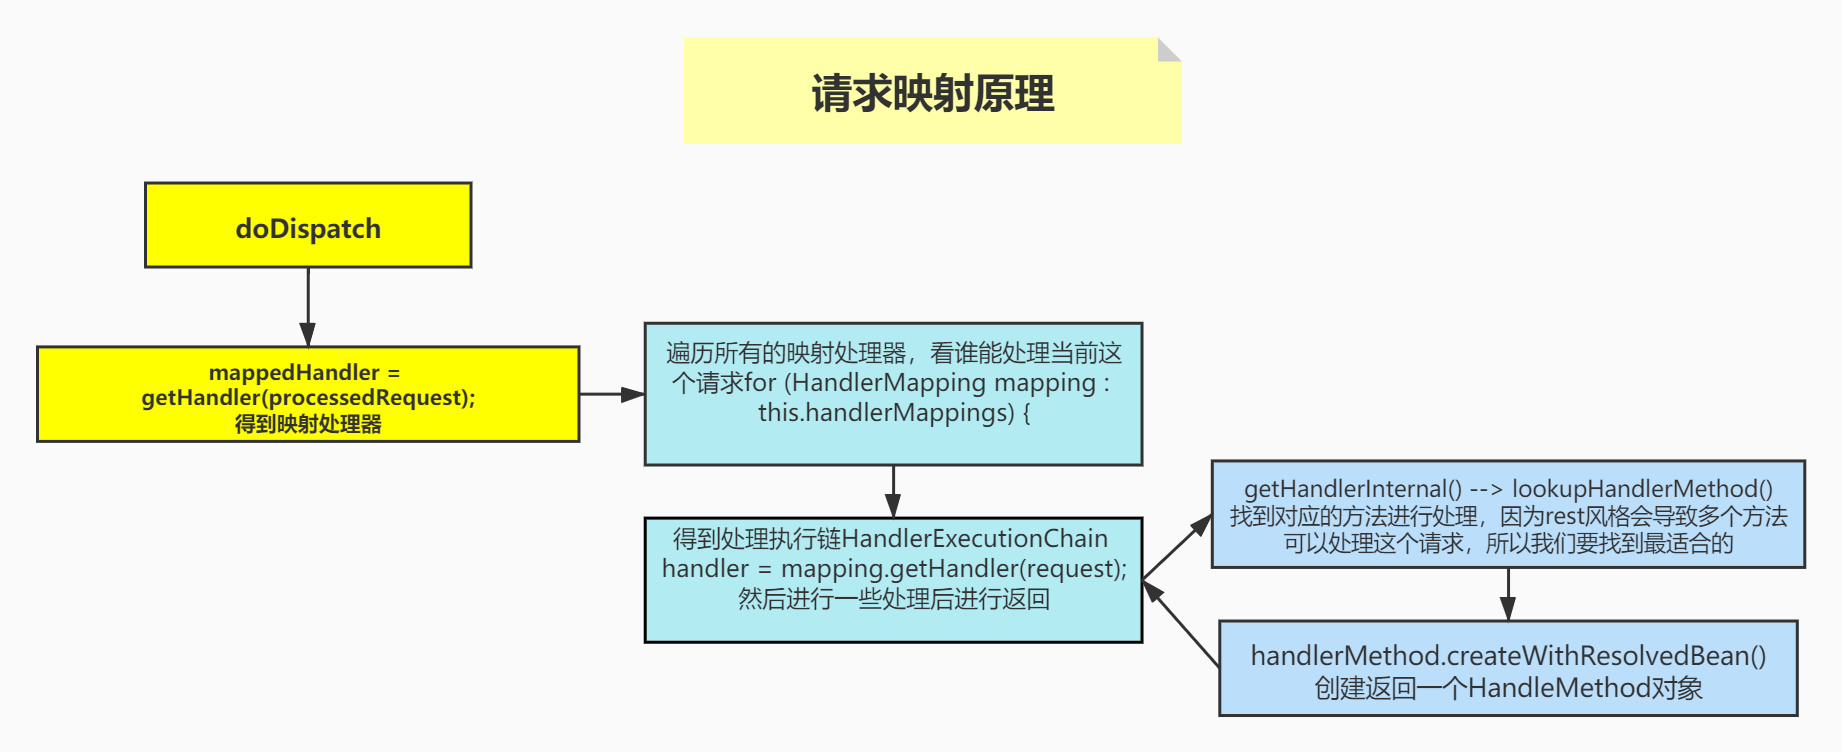 请求映射原理
doDispatch
mappedHandler =
getHandler(processedRequest);
得到映射处理器
遍历所有的映射处理器，看谁能处理当前这
个请求for (HandlerMapping mapping :
this.handlerMappings) {
得到处理执行链HandlerExecutionChain
handler = mapping.getHandler(request);
然后进行一些处理后进行返回
getHandlerInternal() --> lookupHandlerMethod()
找到对应的方法进行处理，因为rest风格会导致多个方法
可以处理这个请求，所以我们要找到最适合的
handlerMethod.createWithResolvedBean()
创建返回一个HandleMethod对象